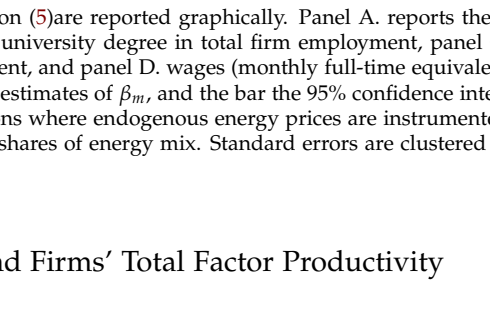 on (5)are reported graphically. Panel A. reports the
university degree in total firm employment, panel
ent, and panel D. wages (monthly full-time equivale
estimates of βm, and the bar the 95% confidence inte
ns where endogenous energy prices are instrumente
shares of energy mix. Standard errors are clustered
nd Firms' Total Factor Productivity